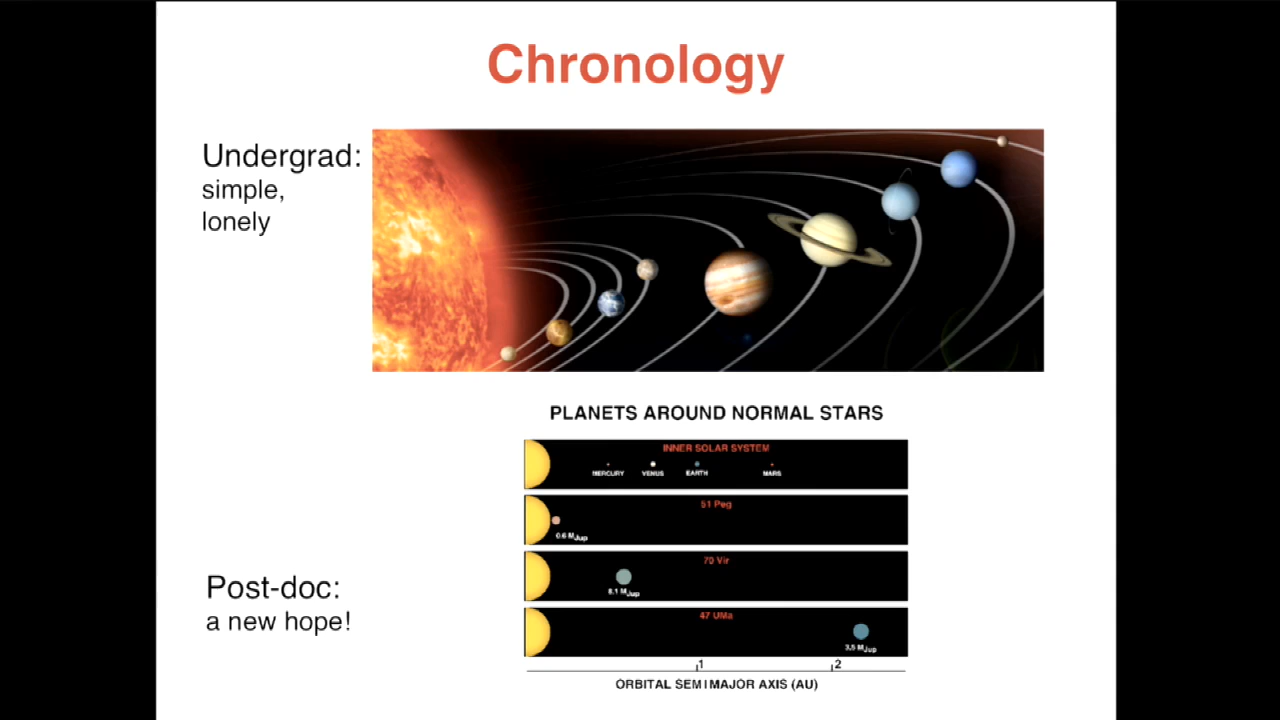 Chronology
Undergrad:
simple,
lonely
PLANETS AROUND NORMAL STARS
INNER SOLAR SYSTEM
MERCURY VENUS EARTH MARS
51 Peg
0.6 MJup
70 Vir
6.1 MJup
47 UMa
3.5 MJup
Post-doc:
a new hope!
1 2
ORBITAL SEMIMAJOR AXIS (AU)